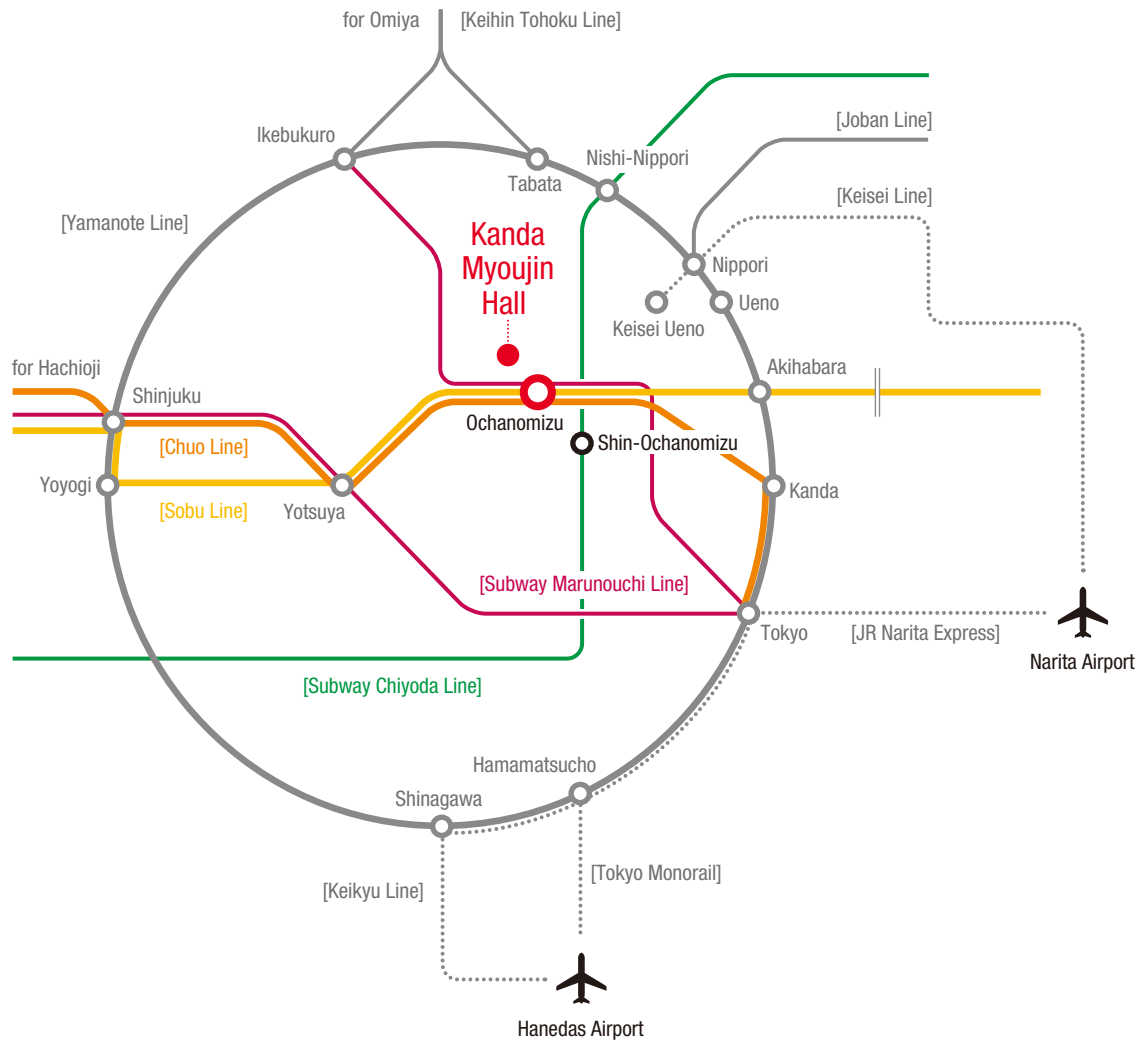 for Omiya
[Keihin Tohoku Line]
Ikebukuro
[Joban Line]
Nishi-Nippori
Tabata
[Keisei Line]
[Yamanote Line]
Kanda
Myoujin
Hall
Nippori
Ueno
Keisei Ueno
for Hachioji
Akihabara
Shinjuku
Ochanomizu
[Chuo Line]
Shin-Ochanomizu
Yoyogi
Kanda
[Sobu Line]
Yotsuya
[Subway Marunouchi Line]
Tokyo
[JR Narita Express]
Narita Airport
[Subway Chiyoda Line]
Hamamatsucho
Shinagawa
[Tokyo Monorail]
[Keikyu Line]
Hanedas Airport